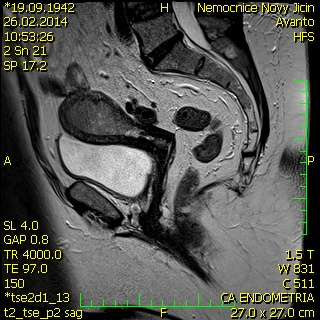 *19.09.1942
26.02.2014
10:53:26
2 Sn 21
SP 17.2
H
Nemocnice Novy Jicin
Avanto
HFS
A
P
SL 4.0
GAP 0.8
TR 4000.0
TE 97.0
150
*tse2d1_13
t2_tse_p2 sag
F
1.5 T
W 831
C 511
CA ENDOMETRIA
27.0 x 27.0 cm